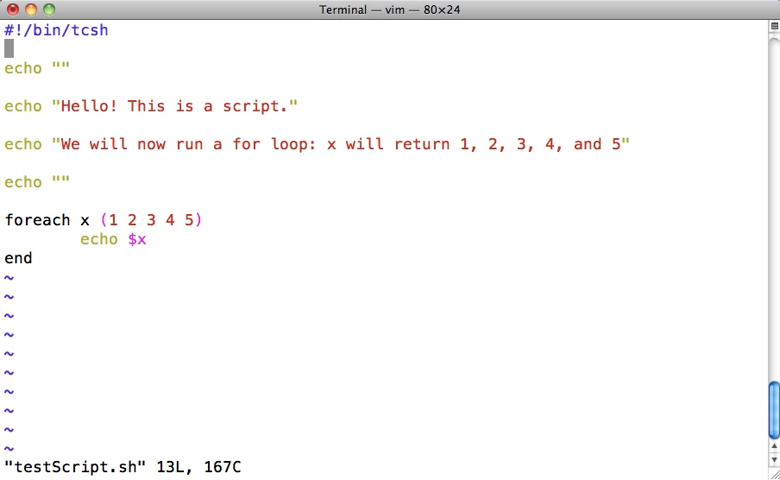 Terminal — vim — 80×24
#!/bin/tcsh
echo ""
echo "Hello! This is a script."
echo "We will now run a for loop: x will return 1, 2, 3, 4, and 5"
echo ""
foreach x (1 2 3 4 5)
        echo $x
end
~
~
~
~
~
~
~
~
~
~
"testScript.sh" 13L, 167C